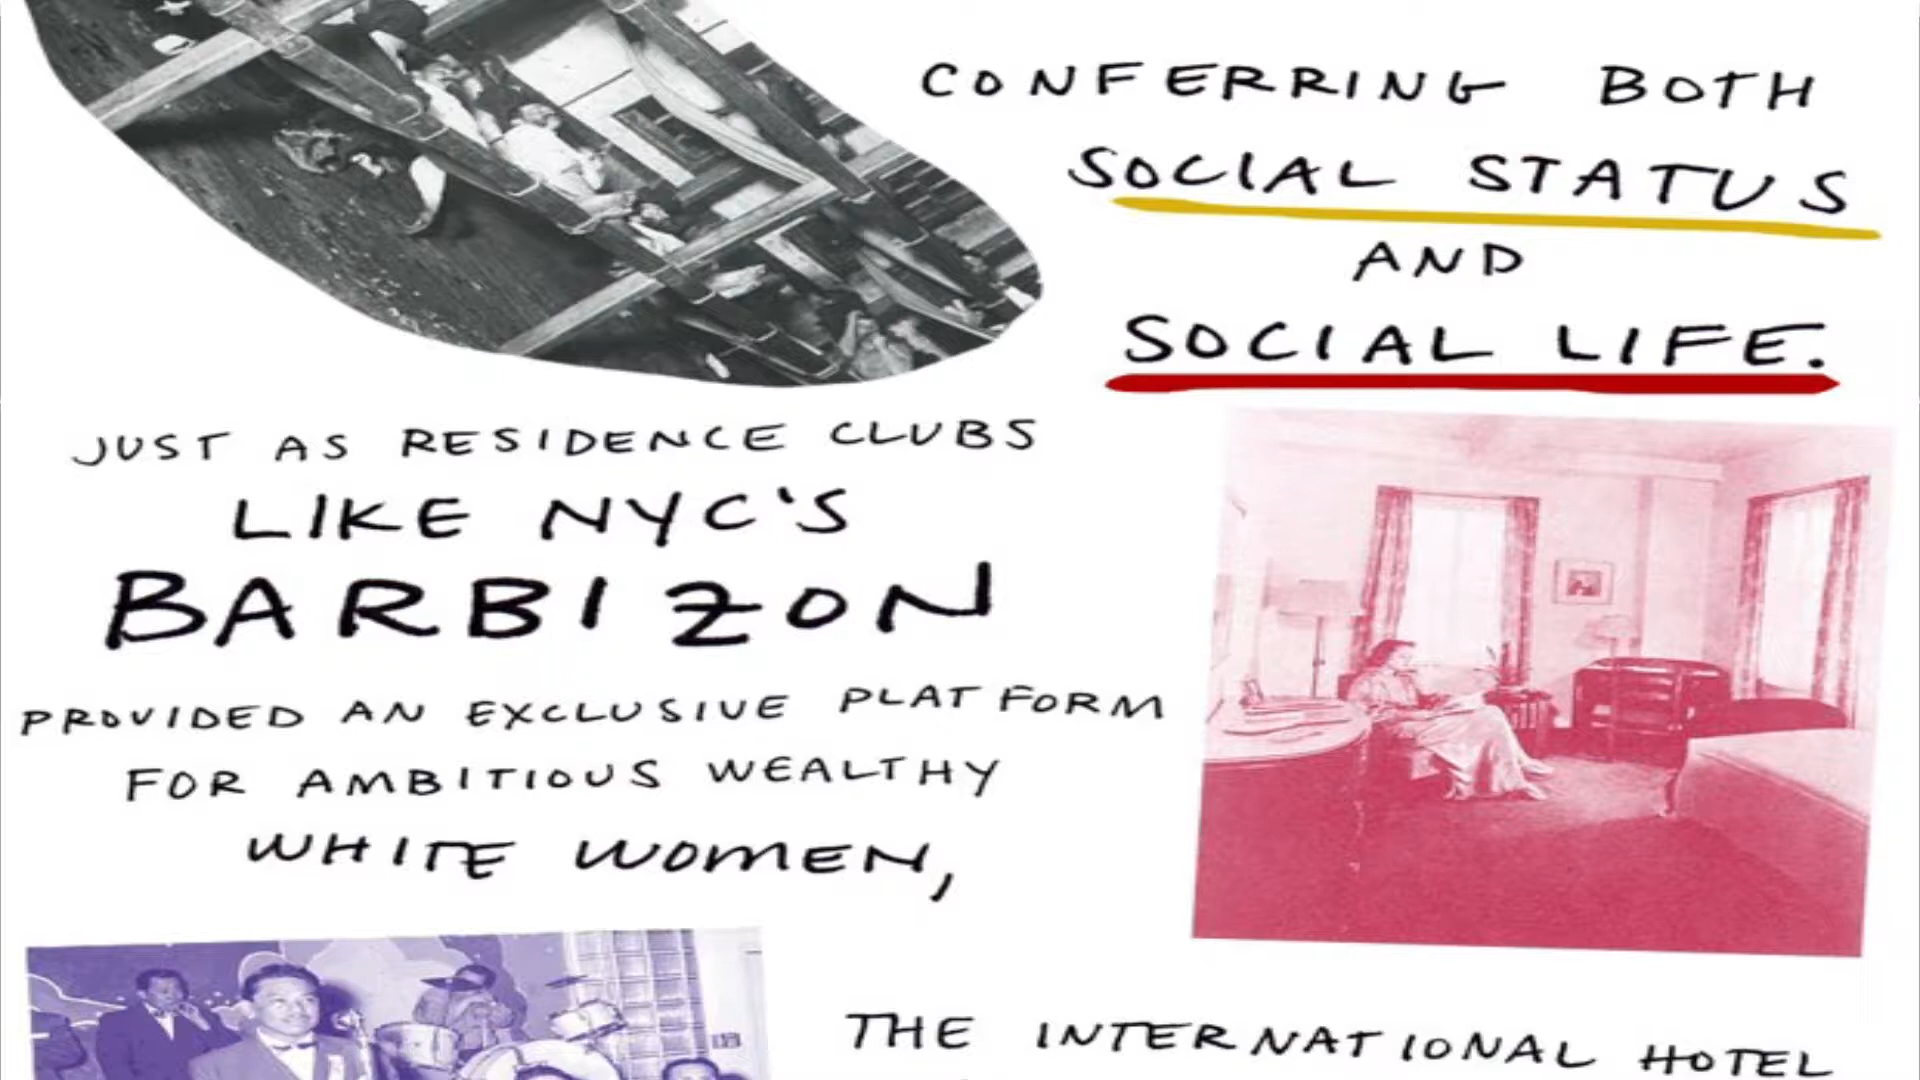 CONFERRING BOTH
SOCIAL STATUS
AND
SOCIAL LIFE.
JUST AS RESIDENCE CLUBS
LIKE NYC'S
BARBIZON
PROVIDED AN EXCLUSIVE PLATFORM
FOR AMBITIOUS WEALTHY
WHITE WOMEN,
THE INTERNATIONAL HOTEL